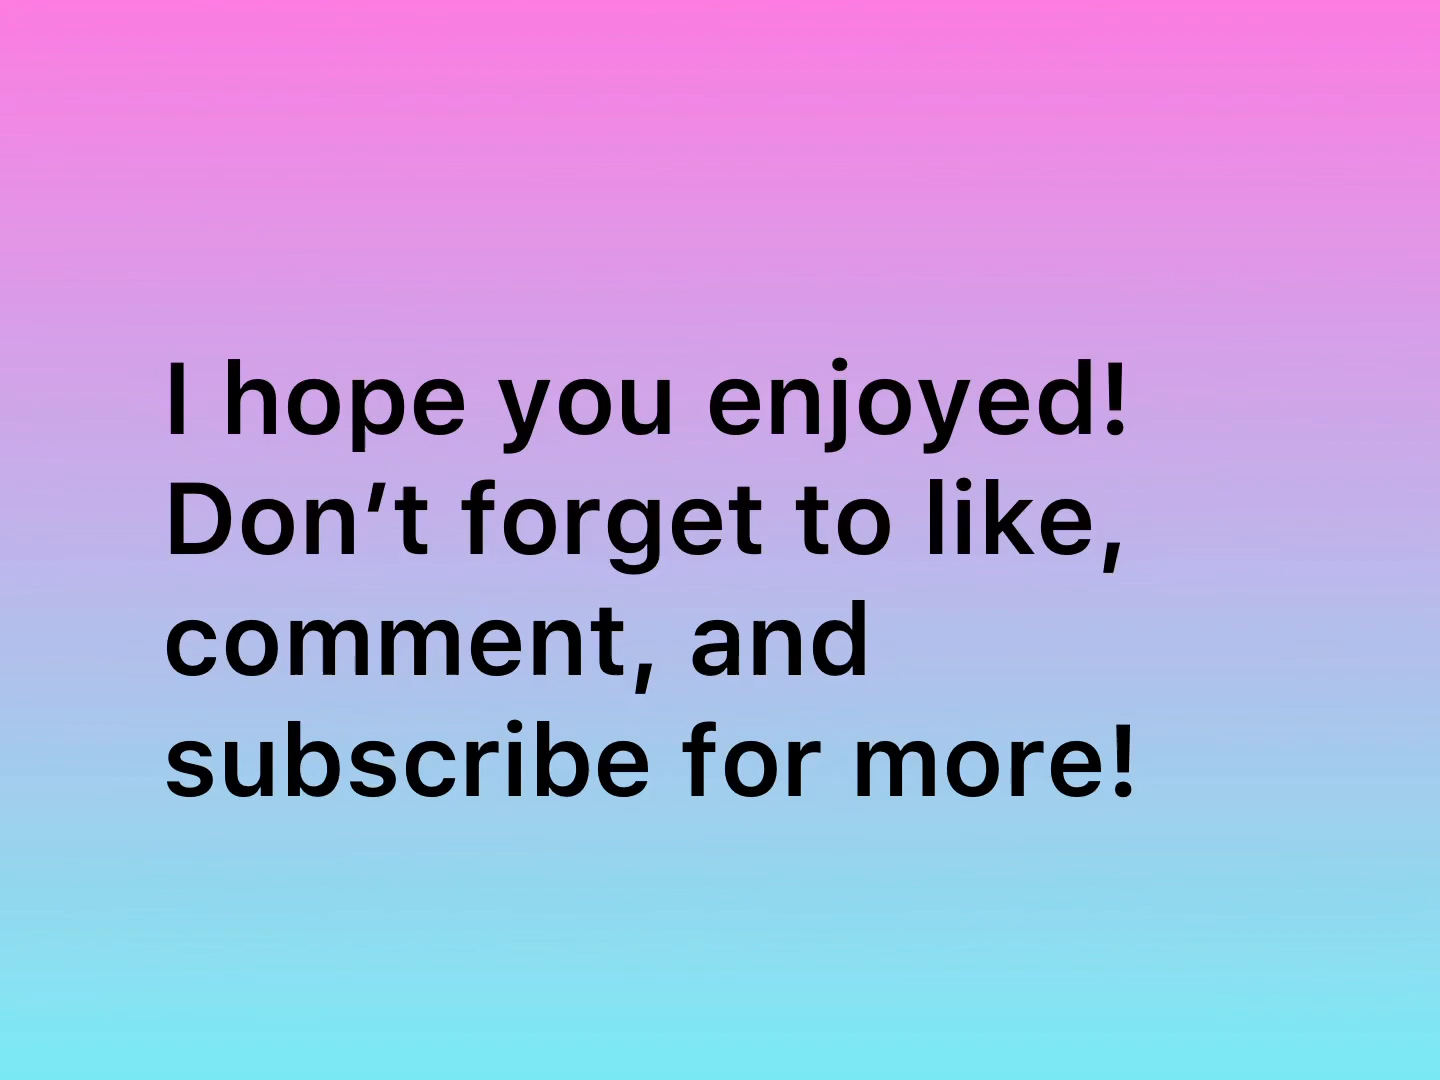 I hope you enjoyed!
Don’t forget to like,
comment, and
subscribe for more!